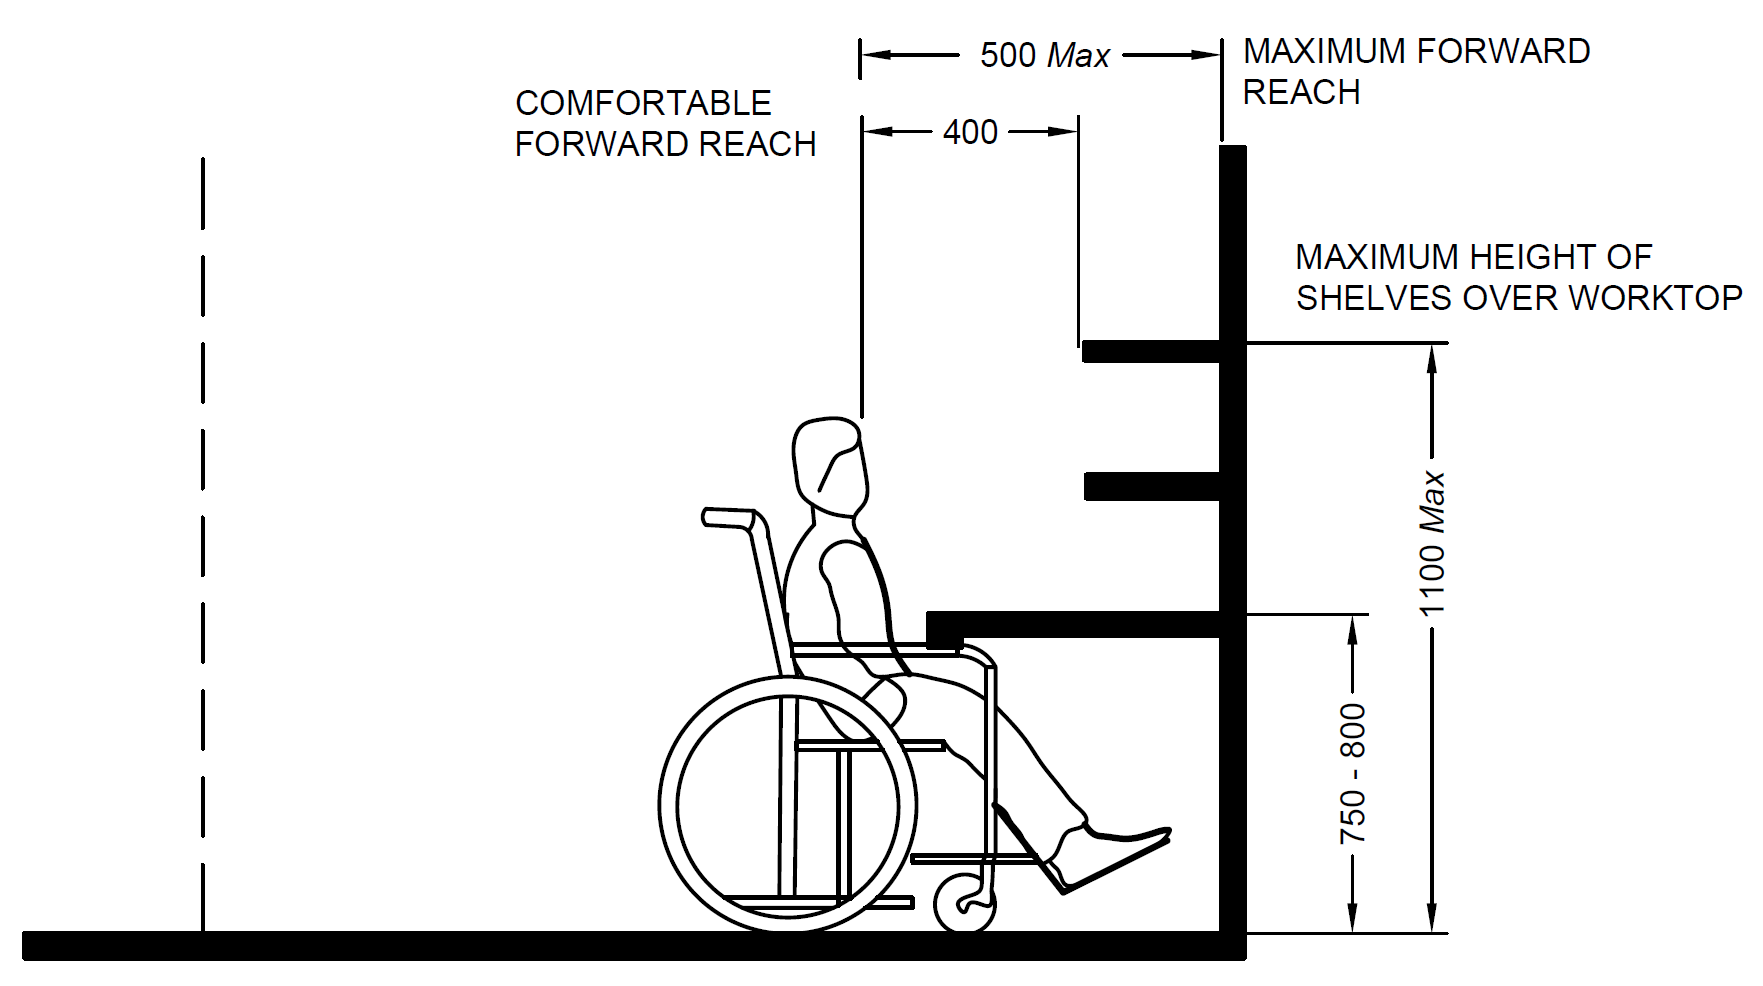 500 Max
MAXIMUM FORWARD
REACH
COMFORTABLE
FORWARD REACH
400
MAXIMUM HEIGHT OF
SHELVES OVER WORKTOP
1100 Max
750 - 800